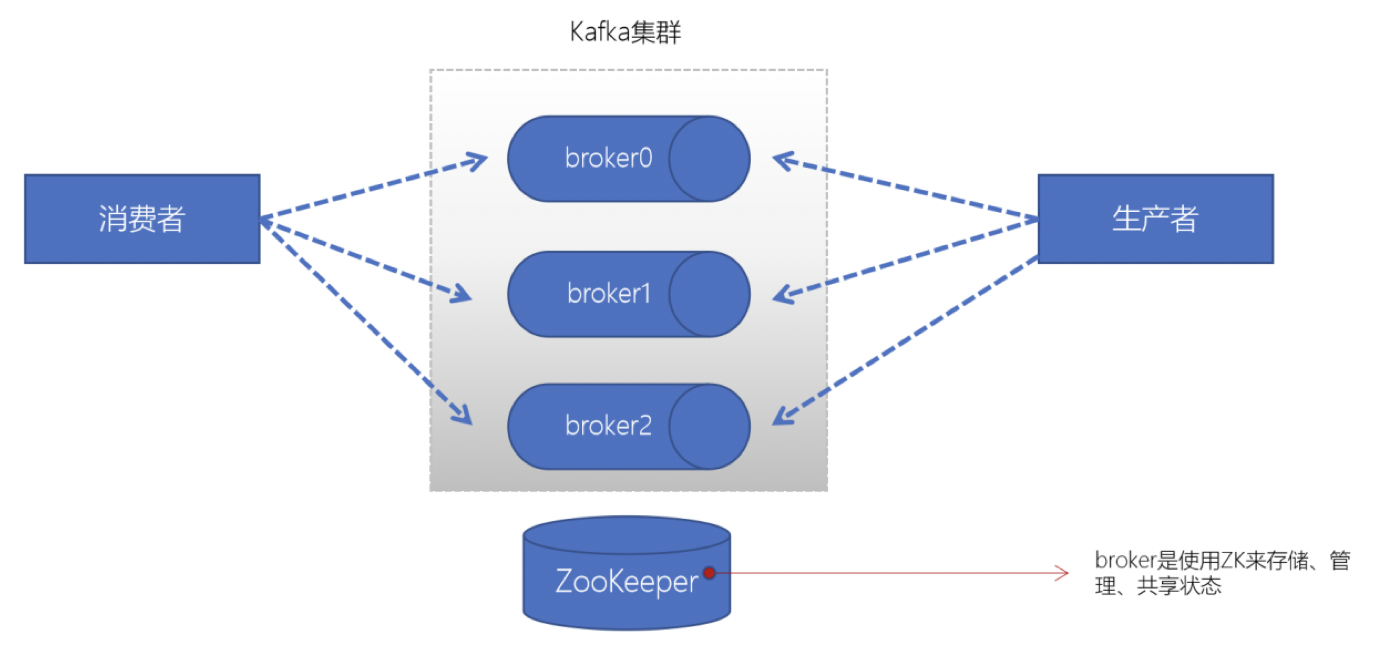 Kafka集群
broker0
消费者
生产者
broker1
broker2
ZooKeeper
broker是使用ZK来存储、管
理、共享状态